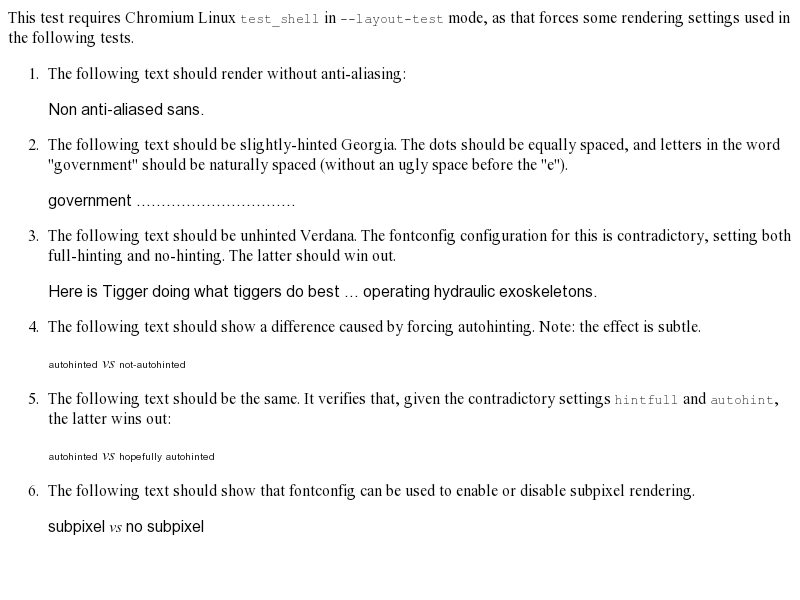 This test requires Chromium Linux test_shell in --layout-test mode, as that forces some rendering settings used in
the following tests.
1. The following text should render without anti-aliasing:
Non anti-aliased sans.
2. The following text should be slightly-hinted Georgia. The dots should be equally spaced, and letters in the word
"government" should be naturally spaced (without an ugly space before the "e").
government ................................
3. The following text should be unhinted Verdana. The fontconfig configuration for this is contradictory, setting both
full-hinting and no-hinting. The latter should win out.
Here is Tigger doing what tiggers do best … operating hydraulic exoskeletons.
4. The following text should show a difference caused by forcing autohinting. Note: the effect is subtle.
autohinted vs not-autohinted
5. The following text should be the same. It verifies that, given the contradictory settings hintfull and autohint,
the latter wins out:
autohinted vs hopefully autohinted
6. The following text should show that fontconfig can be used to enable or disable subpixel rendering.
subpixel vs no subpixel